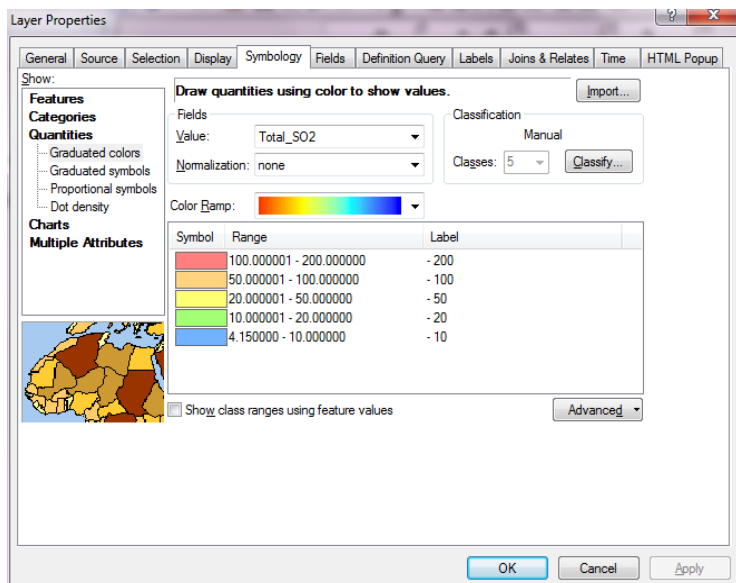 Layer Properties
General Source Selection Display Symbology Fields Definition Query Labels Joins & Relates Time HTML Popup
Show:
Features
Categories
Quantities
Graduated colors
Graduated symbols
Proportional symbols
Dot density
Charts
Multiple Attributes
Draw quantities using color to show values.
Import...
Fields
Value: Total_SO2
Normalization: none
Classification
Manual
Classes: 5 Classify...
Color Ramp:
Symbol Range Label
100.000001 - 200.000000 - 200
50.000001 - 100.000000 - 100
20.000001 - 50.000000 - 50
10.000001 - 20.000000 - 20
4.150000 - 10.000000 - 10
Show class ranges using feature values
Advanced
OK Cancel Apply